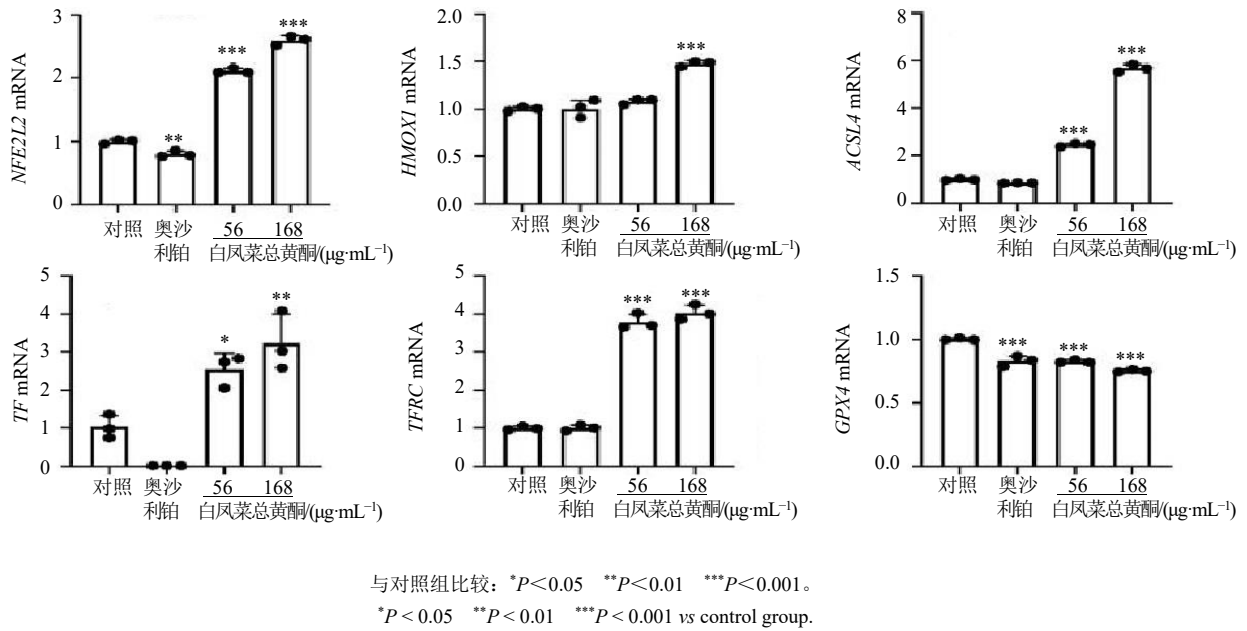 NFE2L2 mRNA
3
2
1
0
**
***
***
对照
奥沙
利铂
56
168
白凤菜总黄酮/(μg·mL⁻¹)
HMOX1 mRNA
2.0
1.5
1.0
0.5
0.0
***
对照
奥沙
利铂
56
168
白凤菜总黄酮/(μg·mL⁻¹)
ACSL4 mRNA
8
6
4
2
0
***
***
对照
奥沙
利铂
56
168
白凤菜总黄酮/(μg·mL⁻¹)
TF mRNA
5
4
3
2
1
0
*
**
对照
奥沙
利铂
56
168
白凤菜总黄酮/(μg·mL⁻¹)
TFRC mRNA
5
4
3
2
1
0
***
***
对照
奥沙
利铂
56
168
白凤菜总黄酮/(μg·mL⁻¹)
GPX4 mRNA
1.5
1.0
0.5
0.0
***
***
***
对照
奥沙
利铂
56
168
白凤菜总黄酮/(μg·mL⁻¹)
与对照组比较：*P＜0.05 **P＜0.01 ***P＜0.001。
*P < 0.05 **P < 0.01 ***P < 0.001 vs control group.